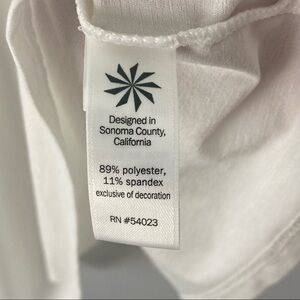 Designed in
Sonoma County,
California
89% polyester,
11% spandex
exclusive of decoration
RN #54023